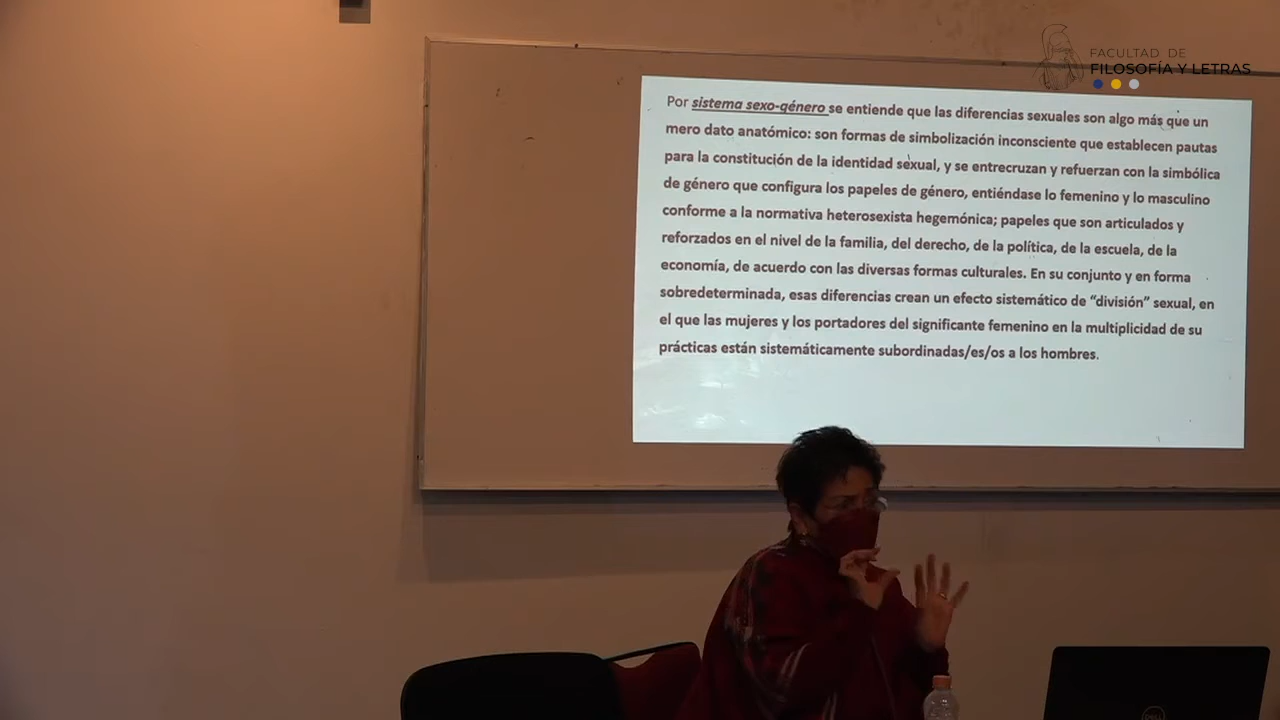 FACULTAD DE
FILOSOFÍA Y LETRAS
Por sistema sexo-género se entiende que las diferencias sexuales son algo más que un
mero dato anatómico: son formas de simbolización inconsciente que establecen pautas
para la constitución de la identidad sexual, y se entrecruzan y refuerzan con la simbólica
de género que configura los papeles de género, entiéndase lo femenino y lo masculino
conforme a la normativa heterosexista hegemónica; papeles que son articulados y
reforzados en el nivel de la familia, del derecho, de la política, de la escuela, de la
economía, de acuerdo con las diversas formas culturales. En su conjunto y en forma
sobredeterminada, esas diferencias crean un efecto sistemático de “división” sexual, en
el que las mujeres y los portadores del significante femenino en la multiplicidad de su
prácticas están sistemáticamente subordinadas/es/os a los hombres.
DELL